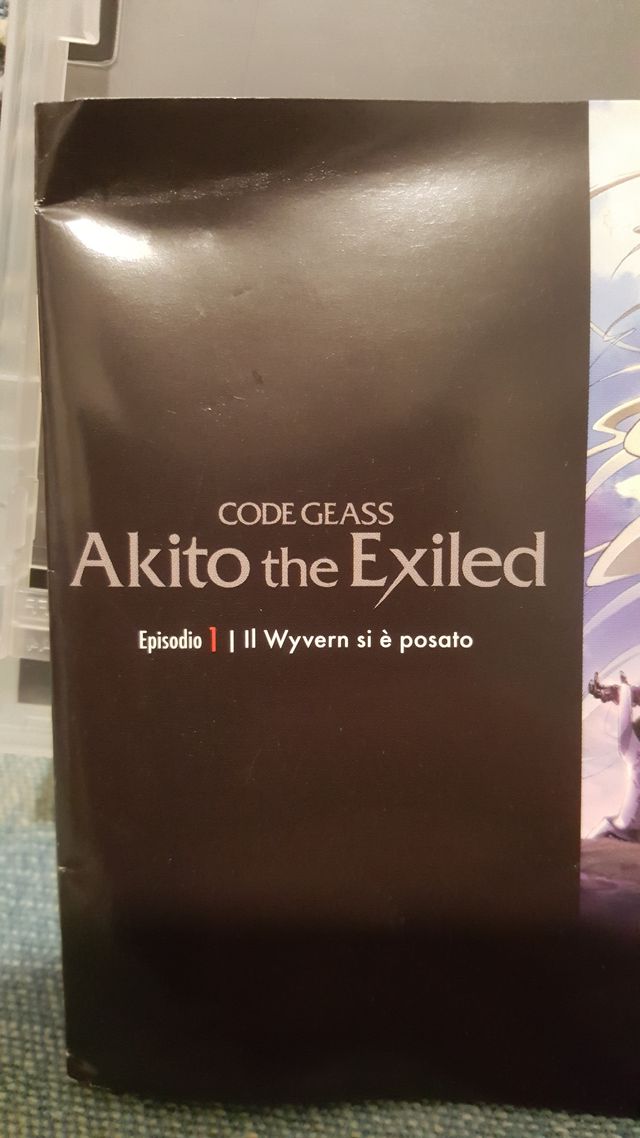 CODE GEASS
Akito the Exiled
Episodio 1 | Il Wyvern si è posato